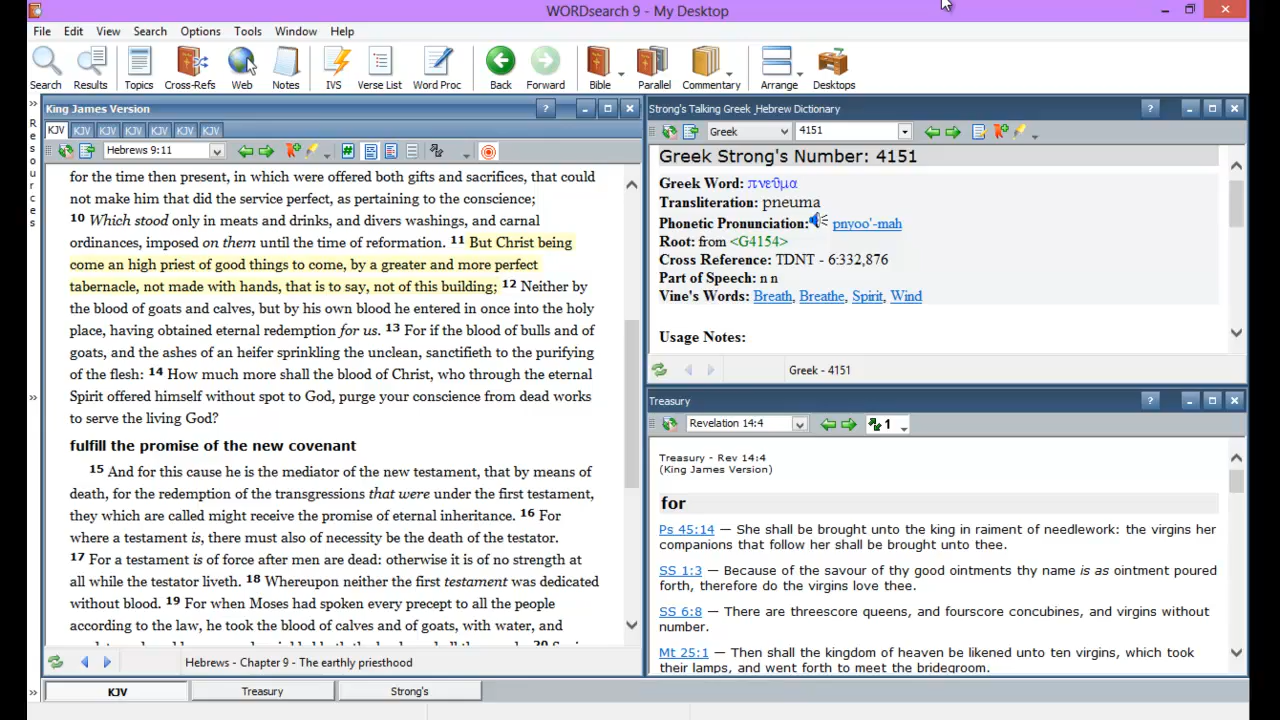 WORDsearch 9 - My Desktop
File Edit View Search Options Tools Window Help
Search Results Topics Cross-Refs Web Notes IVS Verse List Word Proc Back Forward Bible Parallel Commentary Arrange Desktops
Resources
King James Version
KJV KJV KJV KJV KJV KJV KJV
Hebrews 9:11
for the time then present, in which were offered both gifts and sacrifices, that could
not make him that did the service perfect, as pertaining to the conscience;
10 Which stood only in meats and drinks, and divers washings, and carnal
ordinances, imposed on them until the time of reformation. 11 But Christ being
come an high priest of good things to come, by a greater and more perfect
tabernacle, not made with hands, that is to say, not of this building; 12 Neither by
the blood of goats and calves, but by his own blood he entered in once into the holy
place, having obtained eternal redemption for us. 13 For if the blood of bulls and of
goats, and the ashes of an heifer sprinkling the unclean, sanctifieth to the purifying
of the flesh: 14 How much more shall the blood of Christ, who through the eternal
Spirit offered himself without spot to God, purge your conscience from dead works
to serve the living God?
fulfill the promise of the new covenant
15 And for this cause he is the mediator of the new testament, that by means of
death, for the redemption of the transgressions that were under the first testament,
they which are called might receive the promise of eternal inheritance. 16 For
where a testament is, there must also of necessity be the death of the testator.
17 For a testament is of force after men are dead: otherwise it is of no strength at
all while the testator liveth. 18 Whereupon neither the first testament was dedicated
without blood. 19 For when Moses had spoken every precept to all the people
according to the law, he took the blood of calves and of goats, with water, and
Hebrews - Chapter 9 - The earthly priesthood
Strong's Talking Greek_Hebrew Dictionary
Greek 4151
Greek Strong's Number: 4151
Greek Word: πνεῦμα
Transliteration: pneuma
Phonetic Pronunciation: pnyoo'-mah
Root: from <G4154>
Cross Reference: TDNT - 6:332,876
Part of Speech: n n
Vine's Words: Breath, Breathe, Spirit, Wind
Usage Notes:
Greek - 4151
Treasury
Revelation 14:4 1
Treasury - Rev 14:4
(King James Version)
for
Ps 45:14 — She shall be brought unto the king in raiment of needlework: the virgins her
companions that follow her shall be brought unto thee.
SS 1:3 — Because of the savour of thy good ointments thy name is as ointment poured
forth, therefore do the virgins love thee.
SS 6:8 — There are threescore queens, and fourscore concubines, and virgins without
number.
Mt 25:1 — Then shall the kingdom of heaven be likened unto ten virgins, which took
their lamps, and went forth to meet the bridegroom.
KJV Treasury Strong's